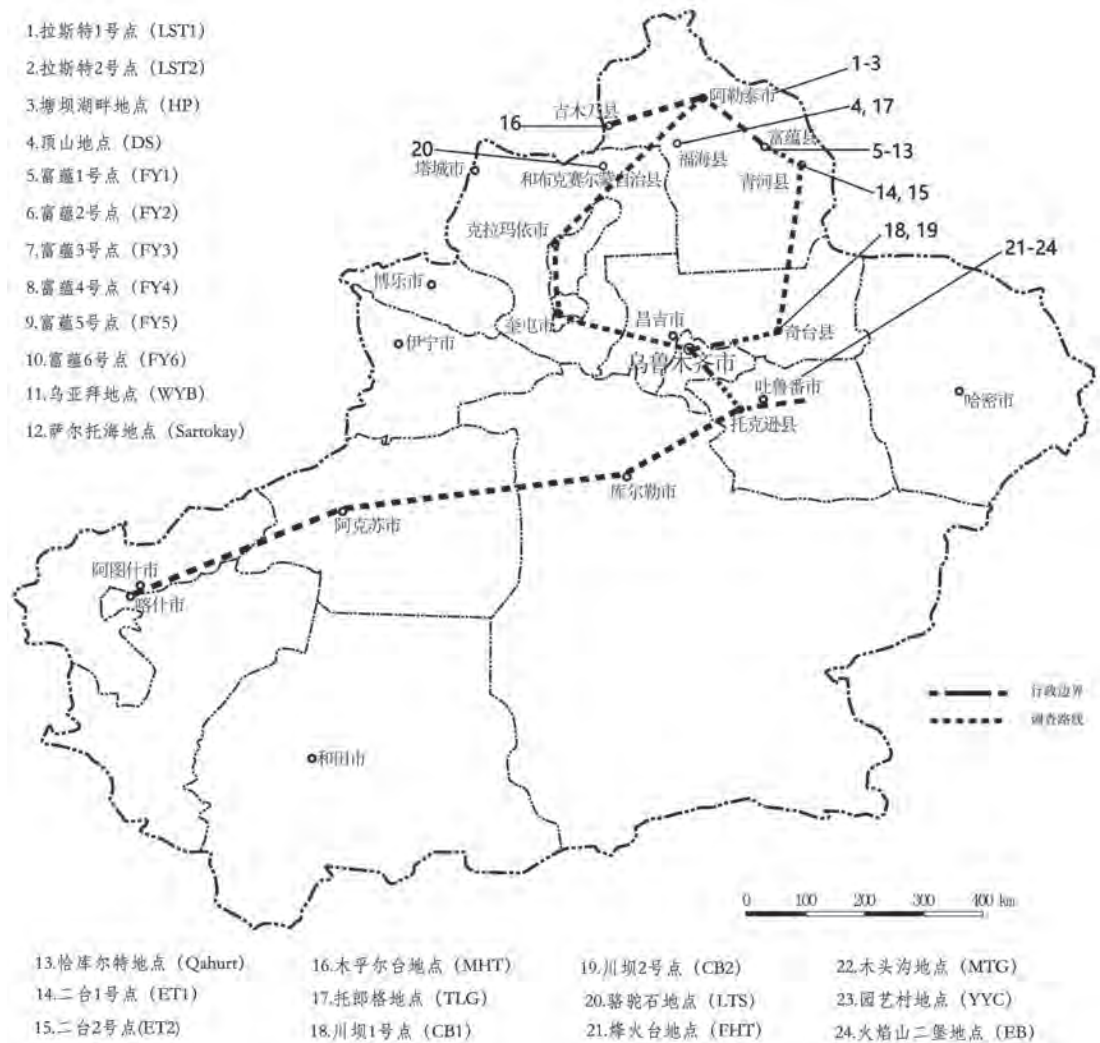 1.拉斯特1号点（LST1）
2.拉斯特2号点（LST2）
3.塘坝湖畔地点（HP）
4.顶山地点（DS）
5.富蕴1号点（FY1）
6.富蕴2号点（FY2）
7.富蕴3号点（FY3）
8.富蕴4号点（FY4）
9.富蕴5号点（FY5）
10.富蕴6号点（FY6）
11.乌亚拜地点（WYB）
12.萨尔托海地点（Sartokay）
1-3
阿勒泰市
4, 17
吉木乃县
16
富蕴县
5-13
福海县
20
塔城市
和布克赛尔蒙自治县
青河县
14, 15
克拉玛依市
18, 19
21-24
博乐市
奎屯市
昌吉市
奇台县
伊宁市
乌鲁木齐市
吐鲁番市
哈密市
托克逊县
库尔勒市
阿克苏市
阿图什市
喀什市
行政边界
调查路线
和田市
0 100 200 300 400 km
13.恰库尔特地点（Qahurt）
14.二台1号点（ET1）
15.二台2号点(ET2）
16.木孚尔台地点（MHT）
17.托郎格地点（TLG）
18.川坝1号点（CB1）
19.川坝2号点（CB2）
20.骆驼石地点（LTS）
21.烽火台地点（FHT）
22.木头沟地点（MTG）
23.园艺村地点（YYC）
24.火焰山二堡地点（EB）